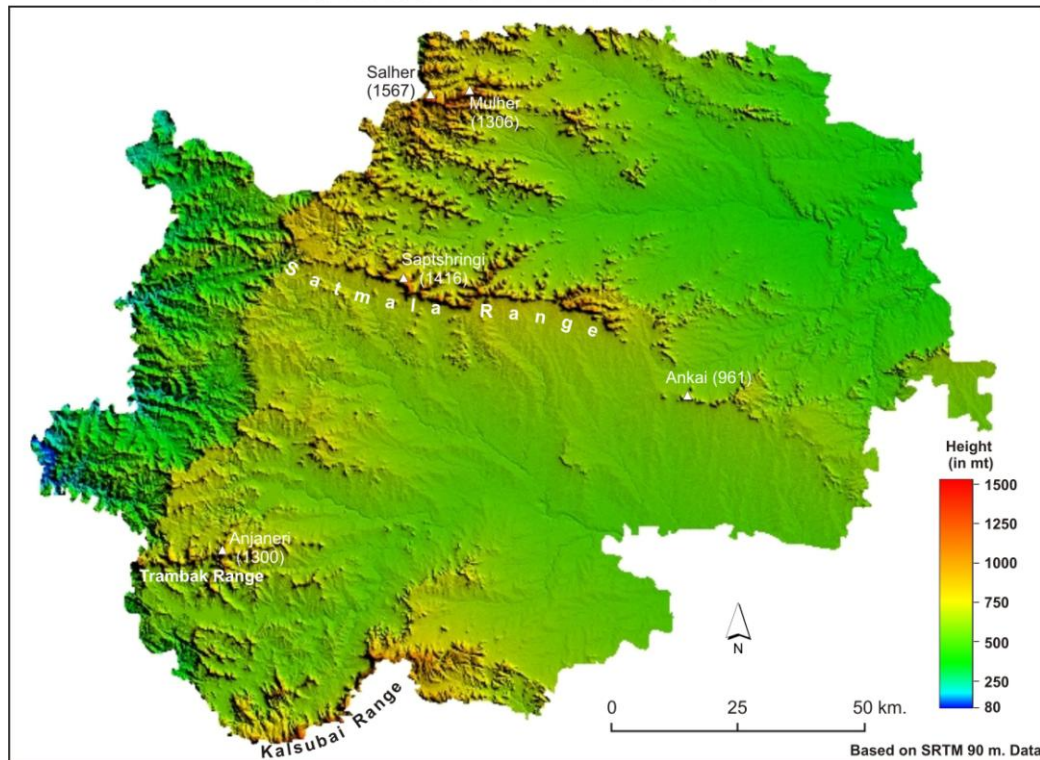 Salher
(1567)
Mulher
(1306)
Saptshringi
(1416)
Satmala Range
Ankai (961)
Height
(in mt)
1500
1250
1000
750
500
250
80
Anjaneri
(1300)
Trambak Range
Kalsubai Range
N
0 25 50 km.
Based on SRTM 90 m. Data